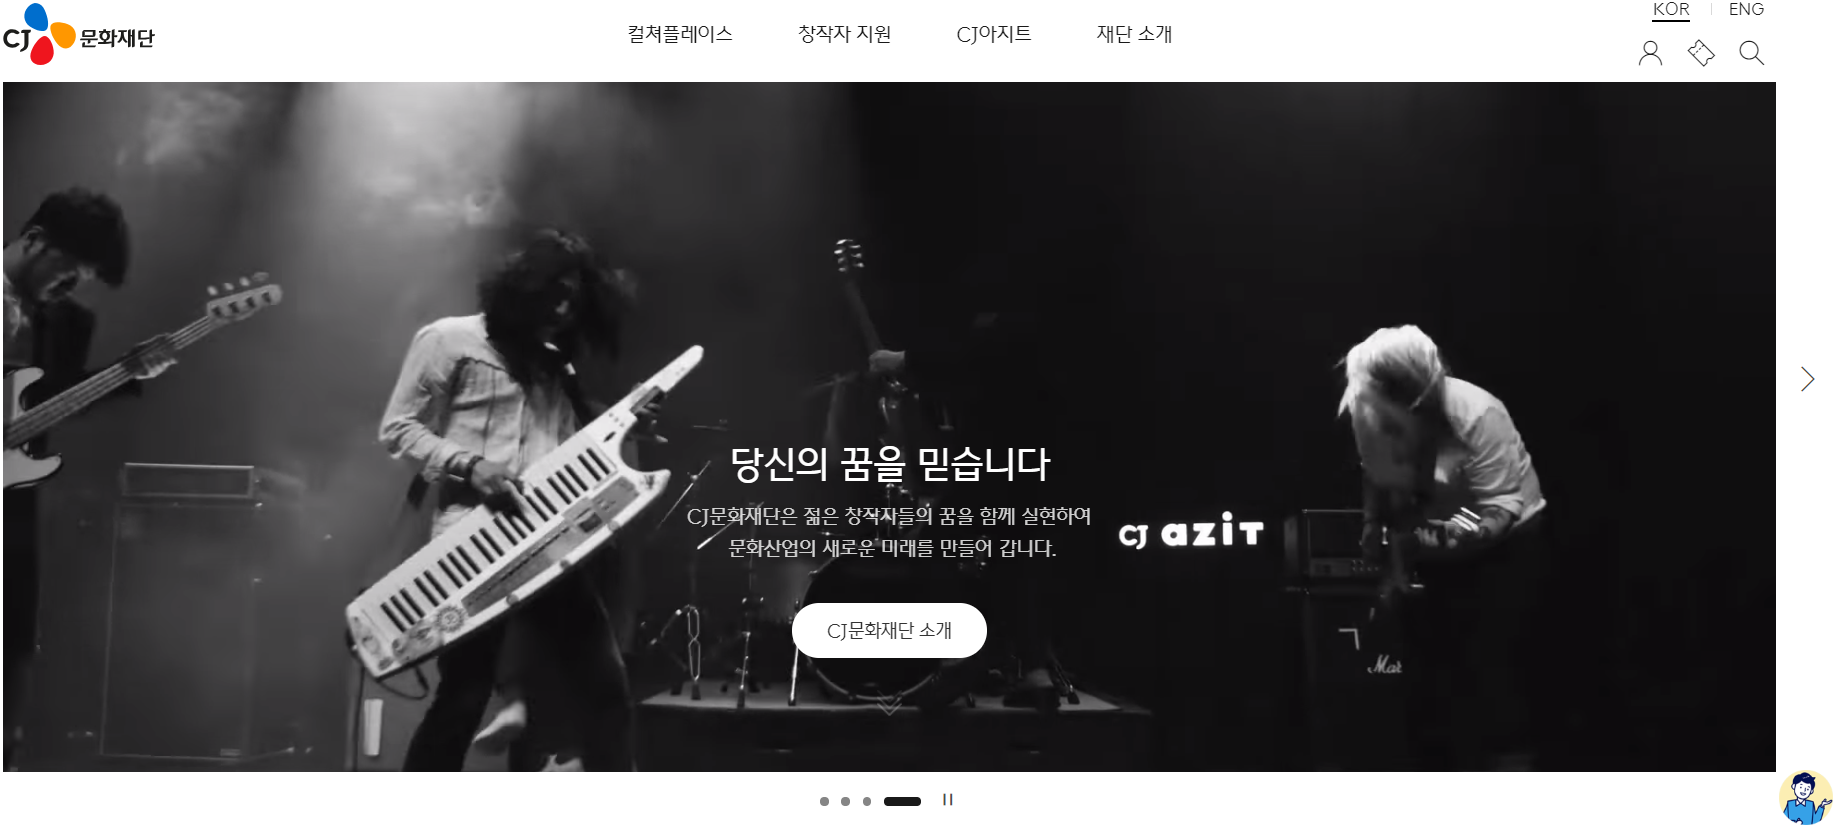 CJ 문화재단
컬쳐플레이스
창작자 지원
CJ아지트
재단 소개
KOR
ENG
당신의 꿈을 믿습니다
CJ문화재단은 젊은 창작자들의 꿈을 함께 실현하여
문화산업의 새로운 미래를 만들어 갑니다.
CJ azit
CJ문화재단 소개